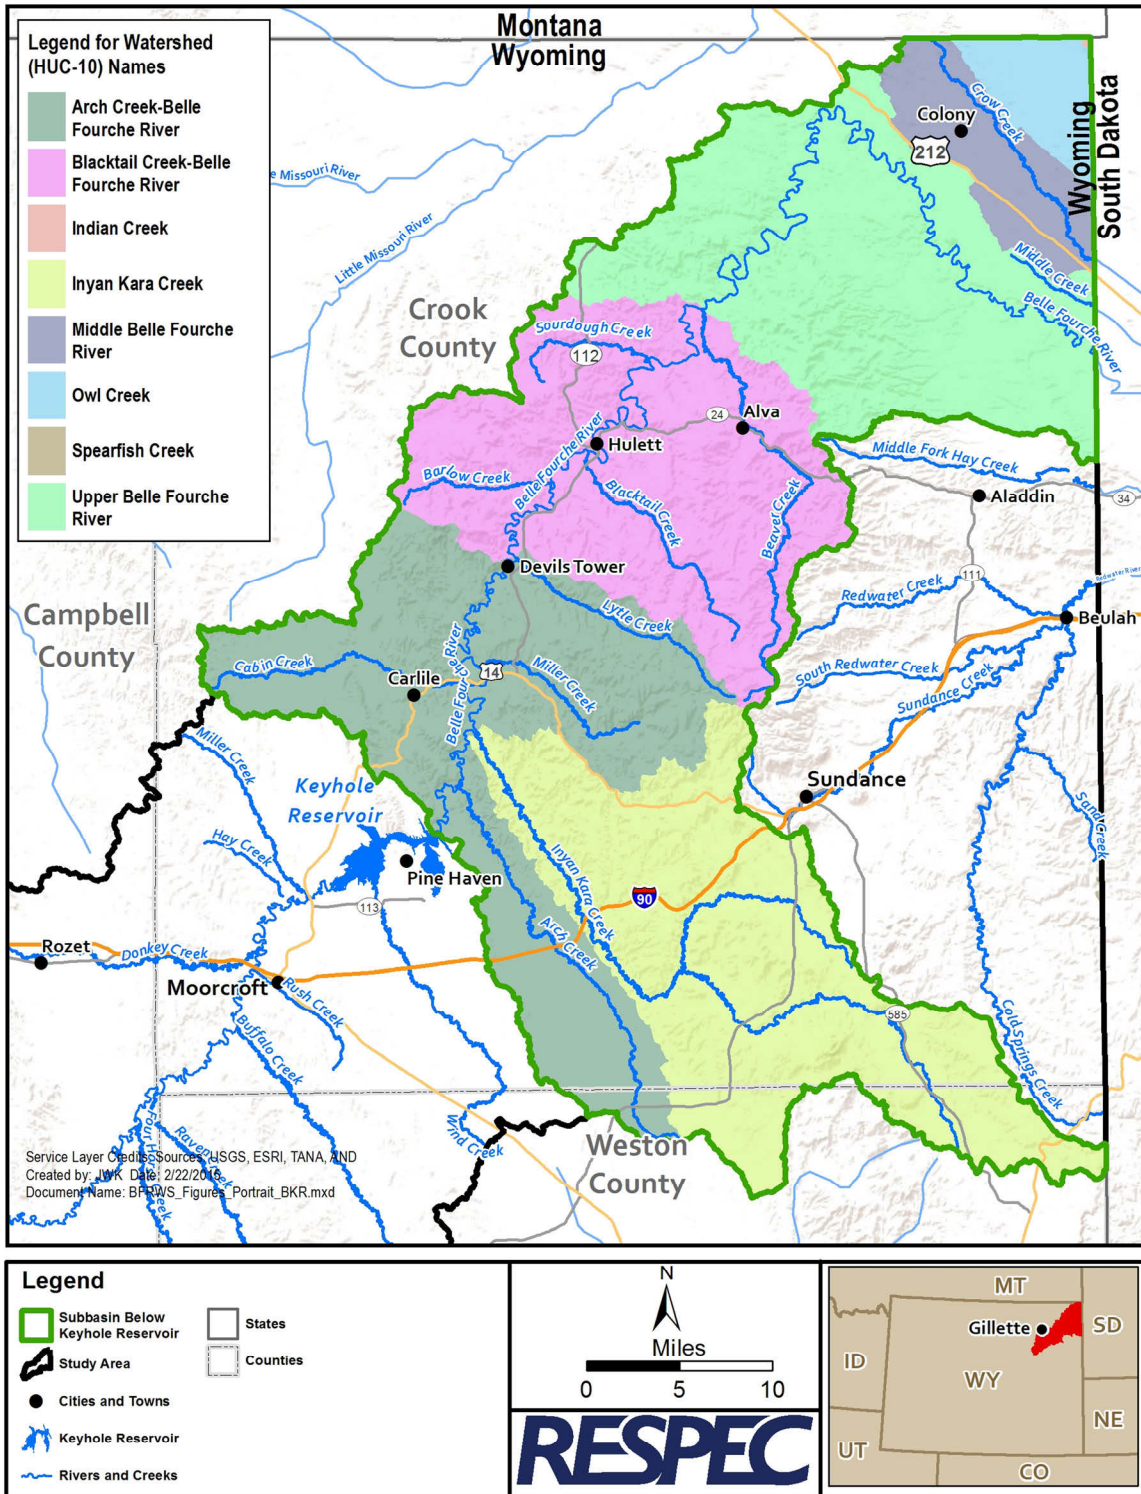 Montana
Wyoming
Legend for Watershed
(HUC-10) Names
Arch Creek-Belle
Fourche River
Blacktail Creek-Belle
Fourche River
Indian Creek
Inyan Kara Creek
Middle Belle Fourche
River
Owl Creek
Spearfish Creek
Upper Belle Fourche
River
Wyoming
South Dakota
Colony
Crow Creek
212
Missouri River
Little Missouri River
Middle Creek
Belle Fourche River
Crook
County
Sourdough Creek
112
24
Alva
Hulett
Belle Fourche River
Barlow Creek
Blacktail Creek
Beaver Creek
Middle Fork Hay Creek
Aladdin
34
Devils Tower
Lytle Creek
Redwater Creek
111
Redwater River
Beulah
Campbell
County
Cabin Creek
Carlile
Belle Fourche River
14
Miller Creek
South Redwater Creek
Sundance Creek
Miller Creek
Keyhole
Reservoir
Sundance
Sand Creek
Hay Creek
Pine Haven
113
Inyan Kara Creek
90
Arch Creek
Rozet
Donkey Creek
Moorcroft
Rush Creek
Buffalo Creek
585
Cold Springs Creek
Wind Creek
Weston
County
Service Layer Credits: Sources: USGS, ESRI, TANA, AND
Created by: JWK Date:
Document Name: BFRWS_Figures_Portrait_BKR.mxd
Legend
Subbasin Below
Keyhole Reservoir
Study Area
Cities and Towns
Keyhole Reservoir
Rivers and Creeks
States
Counties
N
Miles
0 5 10
RESPEC
MT
Gillette
SD
ID
WY
NE
UT
CO